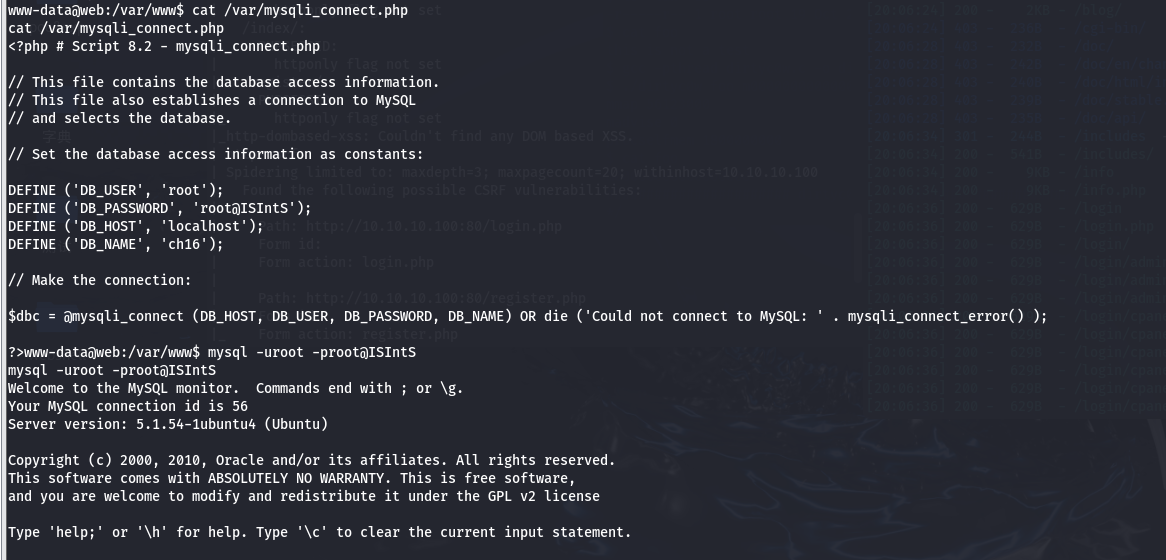 www-data@web:/var/www$ cat /var/mysqli_connect.php
cat /var/mysqli_connect.php
<?php # Script 8.2 - mysqli_connect.php
// This file contains the database access information.
// This file also establishes a connection to MySQL
// and selects the database.
// Set the database access information as constants:
DEFINE ('DB_USER', 'root');
DEFINE ('DB_PASSWORD', 'root@ISIntS');
DEFINE ('DB_HOST', 'localhost');
DEFINE ('DB_NAME', 'ch16');
// Make the connection:
$dbc = @mysqli_connect (DB_HOST, DB_USER, DB_PASSWORD, DB_NAME) OR die ('Could not connect to MySQL: ' . mysqli_connect_error() );
?>www-data@web:/var/www$ mysql -uroot -proot@ISIntS
mysql -uroot -proot@ISIntS
Welcome to the MySQL monitor.  Commands end with ; or \g.
Your MySQL connection id is 56
Server version: 5.1.54-1ubuntu4 (Ubuntu)
Copyright (c) 2000, 2010, Oracle and/or its affiliates. All rights reserved.
This software comes with ABSOLUTELY NO WARRANTY. This is free software,
and you are welcome to modify and redistribute it under the GPL v2 license
Type 'help;' or '\h' for help. Type '\c' to clear the current input statement.